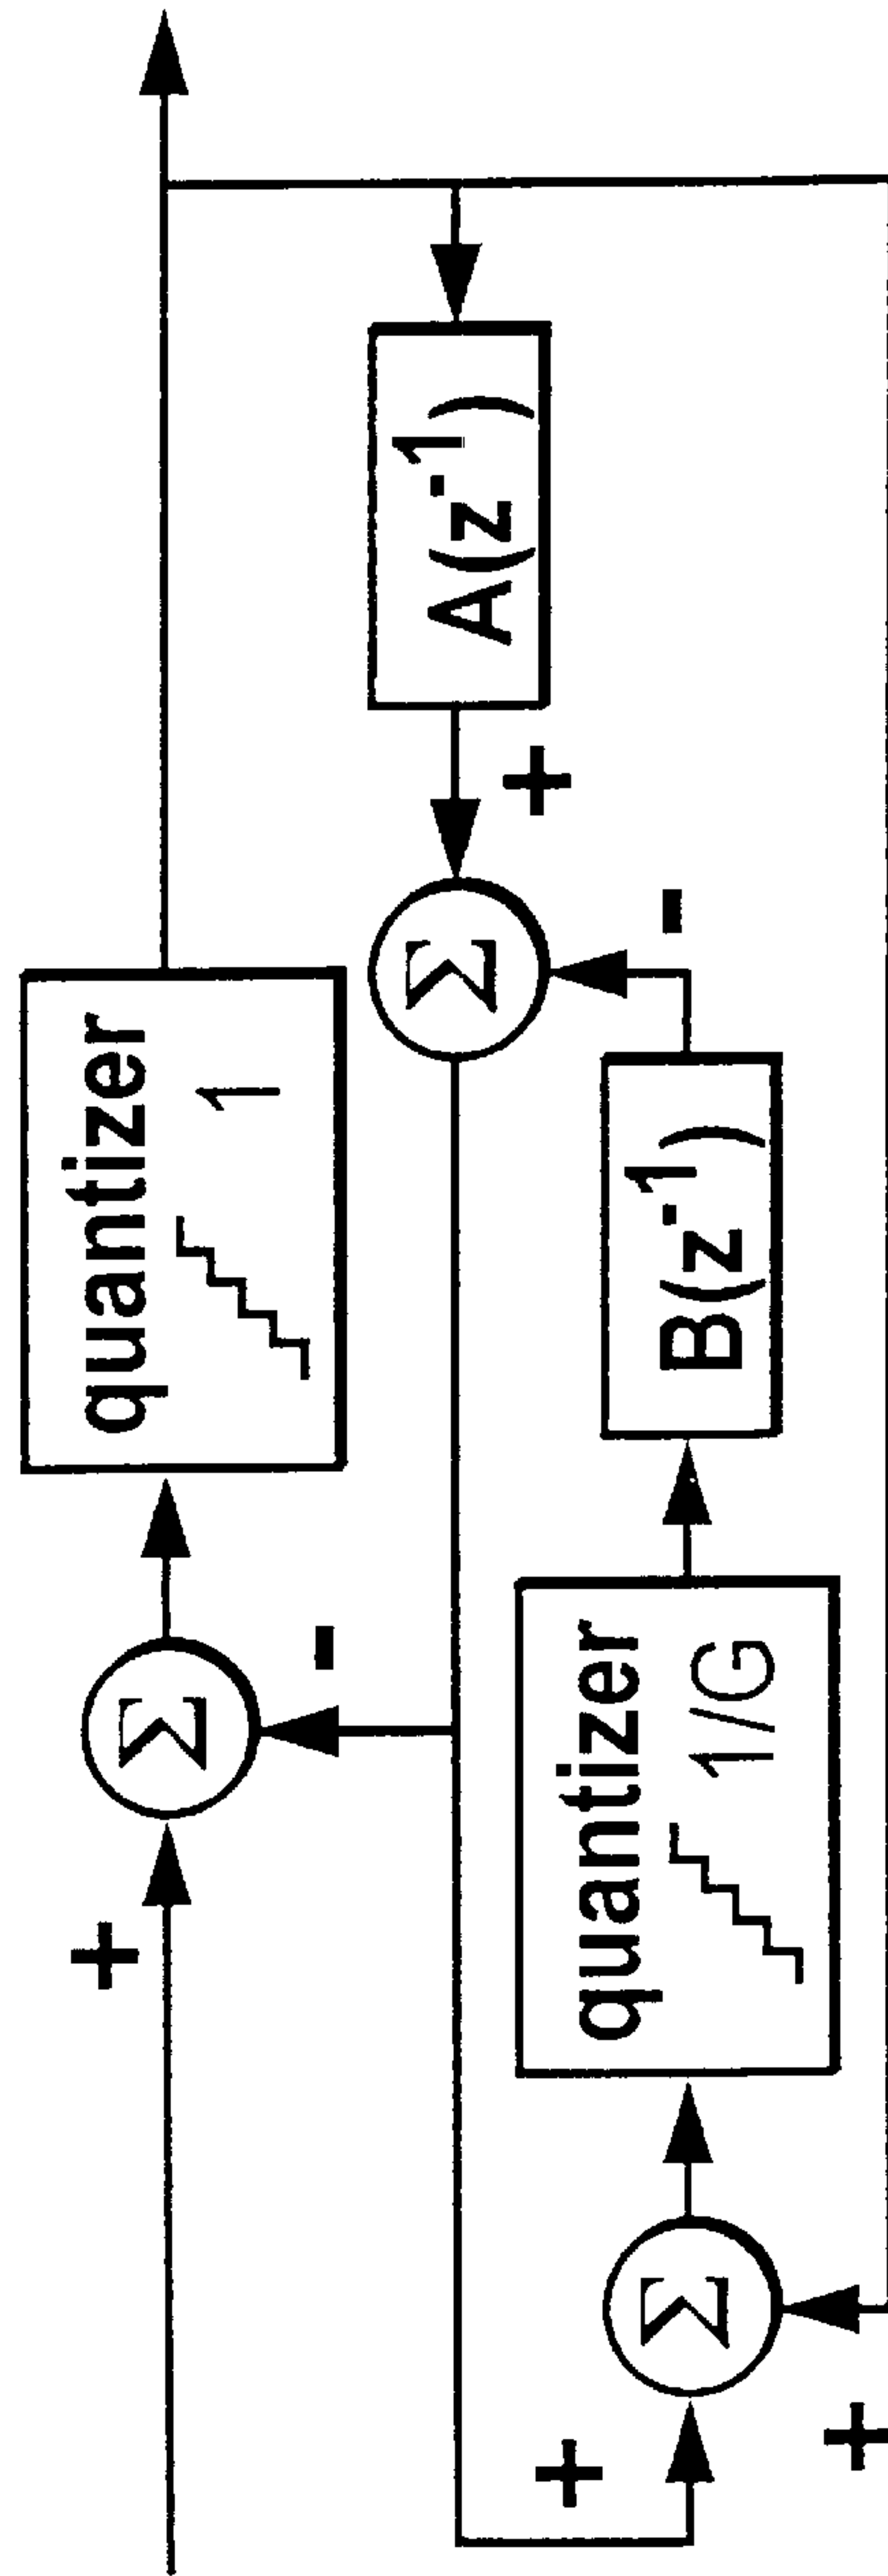 +
quantizer
Σ
1
-
Σ
A(z⁻¹)
+
+
quantizer
-
Σ
1/G
B(z⁻¹)
+